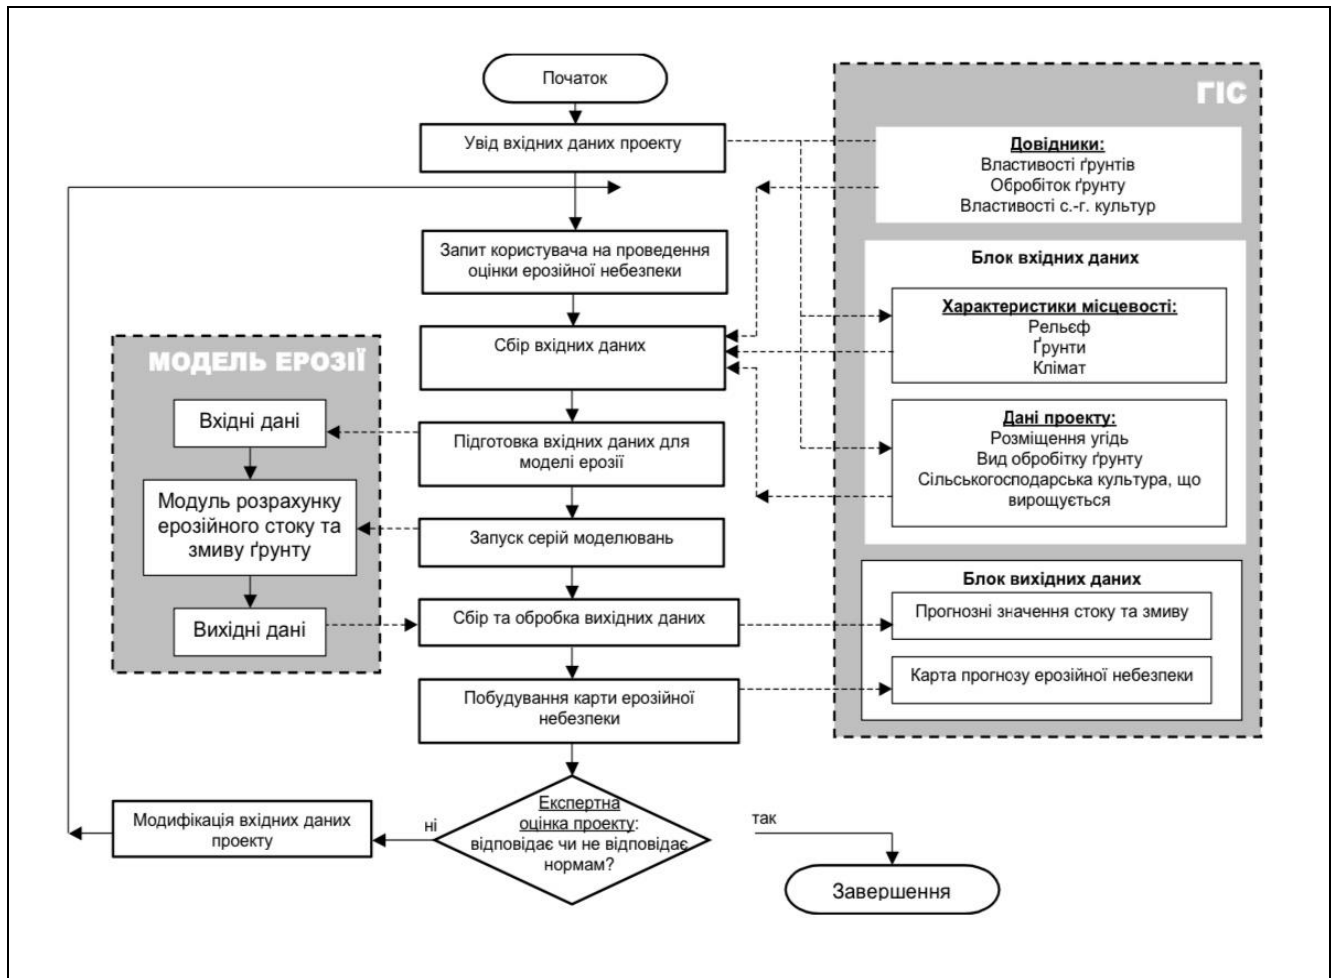 Початок
Увід вхідних даних проекту
Запит користувача на проведення
оцінки ерозійної небезпеки
Сбір вхідних даних
Підготовка вхідних даних для
моделі ерозії
Запуск серій моделювань
Сбір та обробка вихідних даних
Побудування карти ерозійної
небезпеки
Експертна
оцінка проекту:
відповідає чи не відповідає
нормам?
ні
Модифікація вхідних даних
проекту
так
Завершення
МОДЕЛЬ ЕРОЗІЇ
Вхідні дані
Модуль розрахунку
ерозійного стоку та
змиву ґрунту
Вихідні дані
ГІС
Довідники:
Властивості ґрунтів
Обробіток ґрунту
Властивості с.-г. культур
Блок вхідних даних
Характеристики місцевості:
Рельєф
Ґрунти
Клімат
Дані проекту:
Розміщення угідь
Вид обробітку ґрунту
Сільськогосподарська культура, що
вирощується
Блок вихідних даних
Прогнозні значення стоку та змиву
Карта прогнозу ерозійної небезпеки